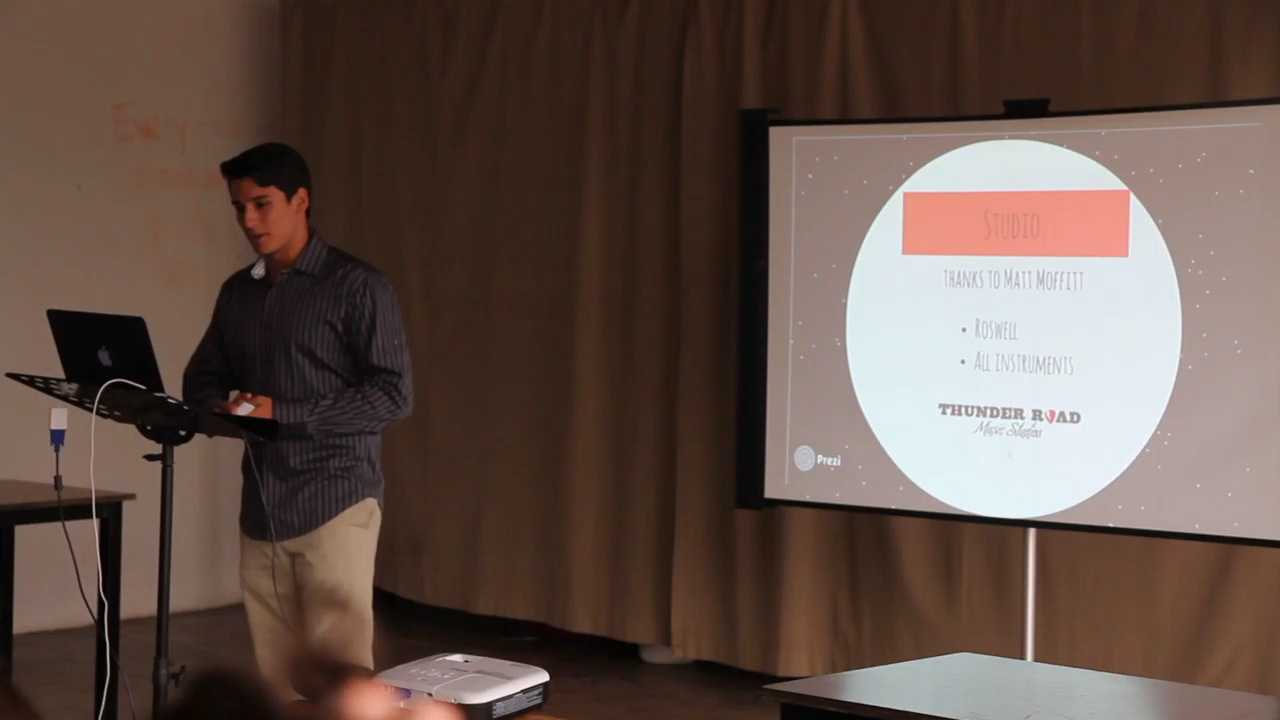 Studio
thanks to Matt Moffitt
• Roswell
• All instruments
THUNDER ROAD
Music Studios
Prezi